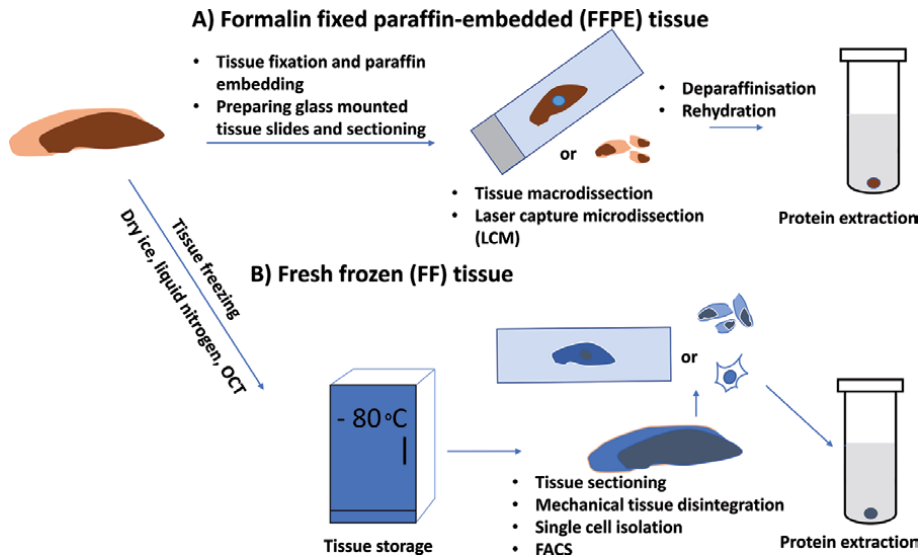 A) Formalin fixed paraffin-embedded (FFPE) tissue
• Tissue fixation and paraffin
embedding
• Preparing glass mounted
tissue slides and sectioning
or
• Tissue macrodissection
• Laser capture microdissection
(LCM)
• Deparaffinisation
• Rehydration
Protein extraction
Tissue freezing
Dry ice, liquid nitrogen, OCT
B) Fresh frozen (FF) tissue
- 80 °C
Tissue storage
or
• Tissue sectioning
• Mechanical tissue disintegration
• Single cell isolation
• FACS
Protein extraction